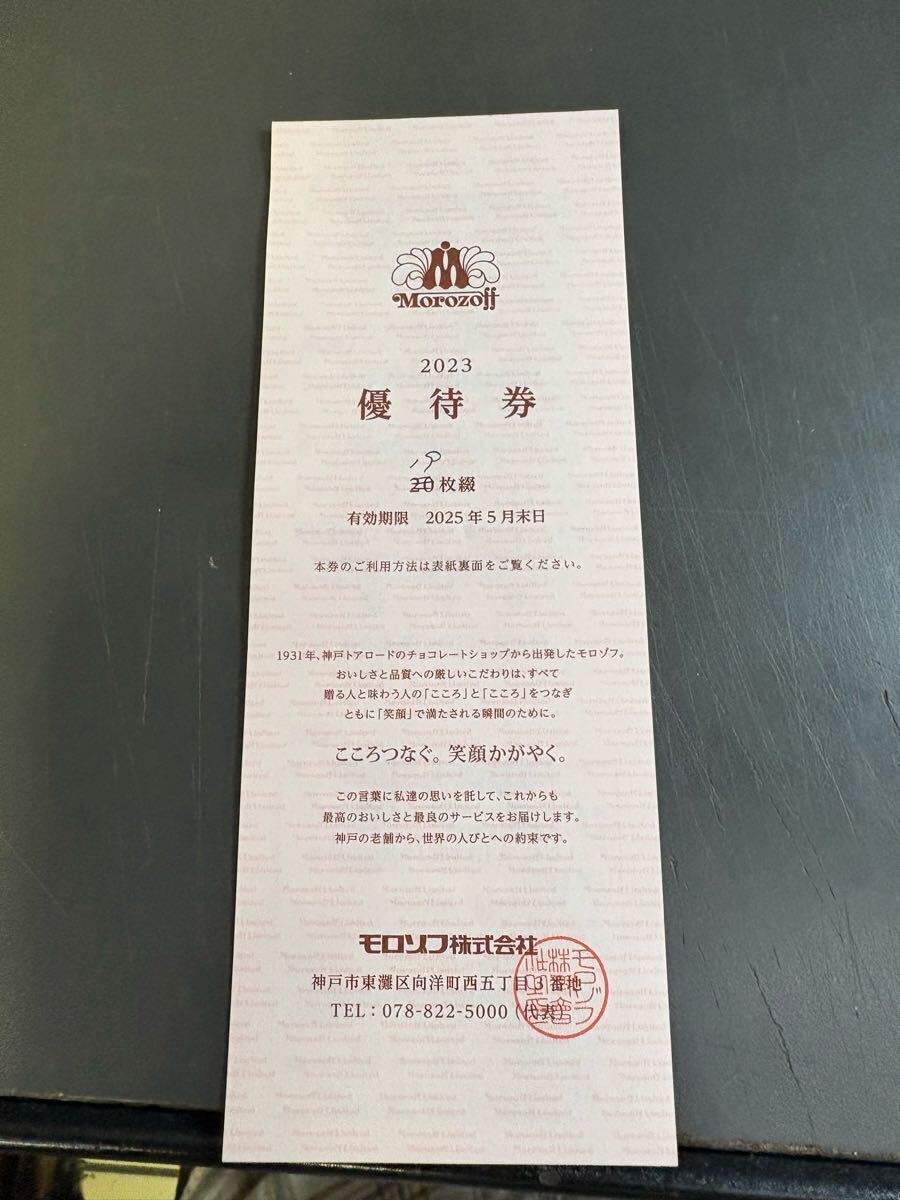 Morozoff
2023
優待券
19
20枚綴
有効期限 2025年5月末日
本券のご利用方法は表紙裏面をご覧ください。
1931年、神戸トアロードのチョコレートショップから出発したモロゾフ。
おいしさと品質への厳しいこだわりは、すべて
贈る人と味わう人の「こころ」と「こころ」をつなぎ
ともに「笑顔」で満たされる瞬間のために。
こころつなぐ。笑顔かがやく。
この言葉に私達の思いを託して、これからも
最高のおいしさと最良のサービスをお届けします。
神戸の老舗から、世界の人びとへの約束です。
モロゾフ株式会社
神戸市東灘区向洋町西五丁目3番地
TEL：078-822-5000（代表）